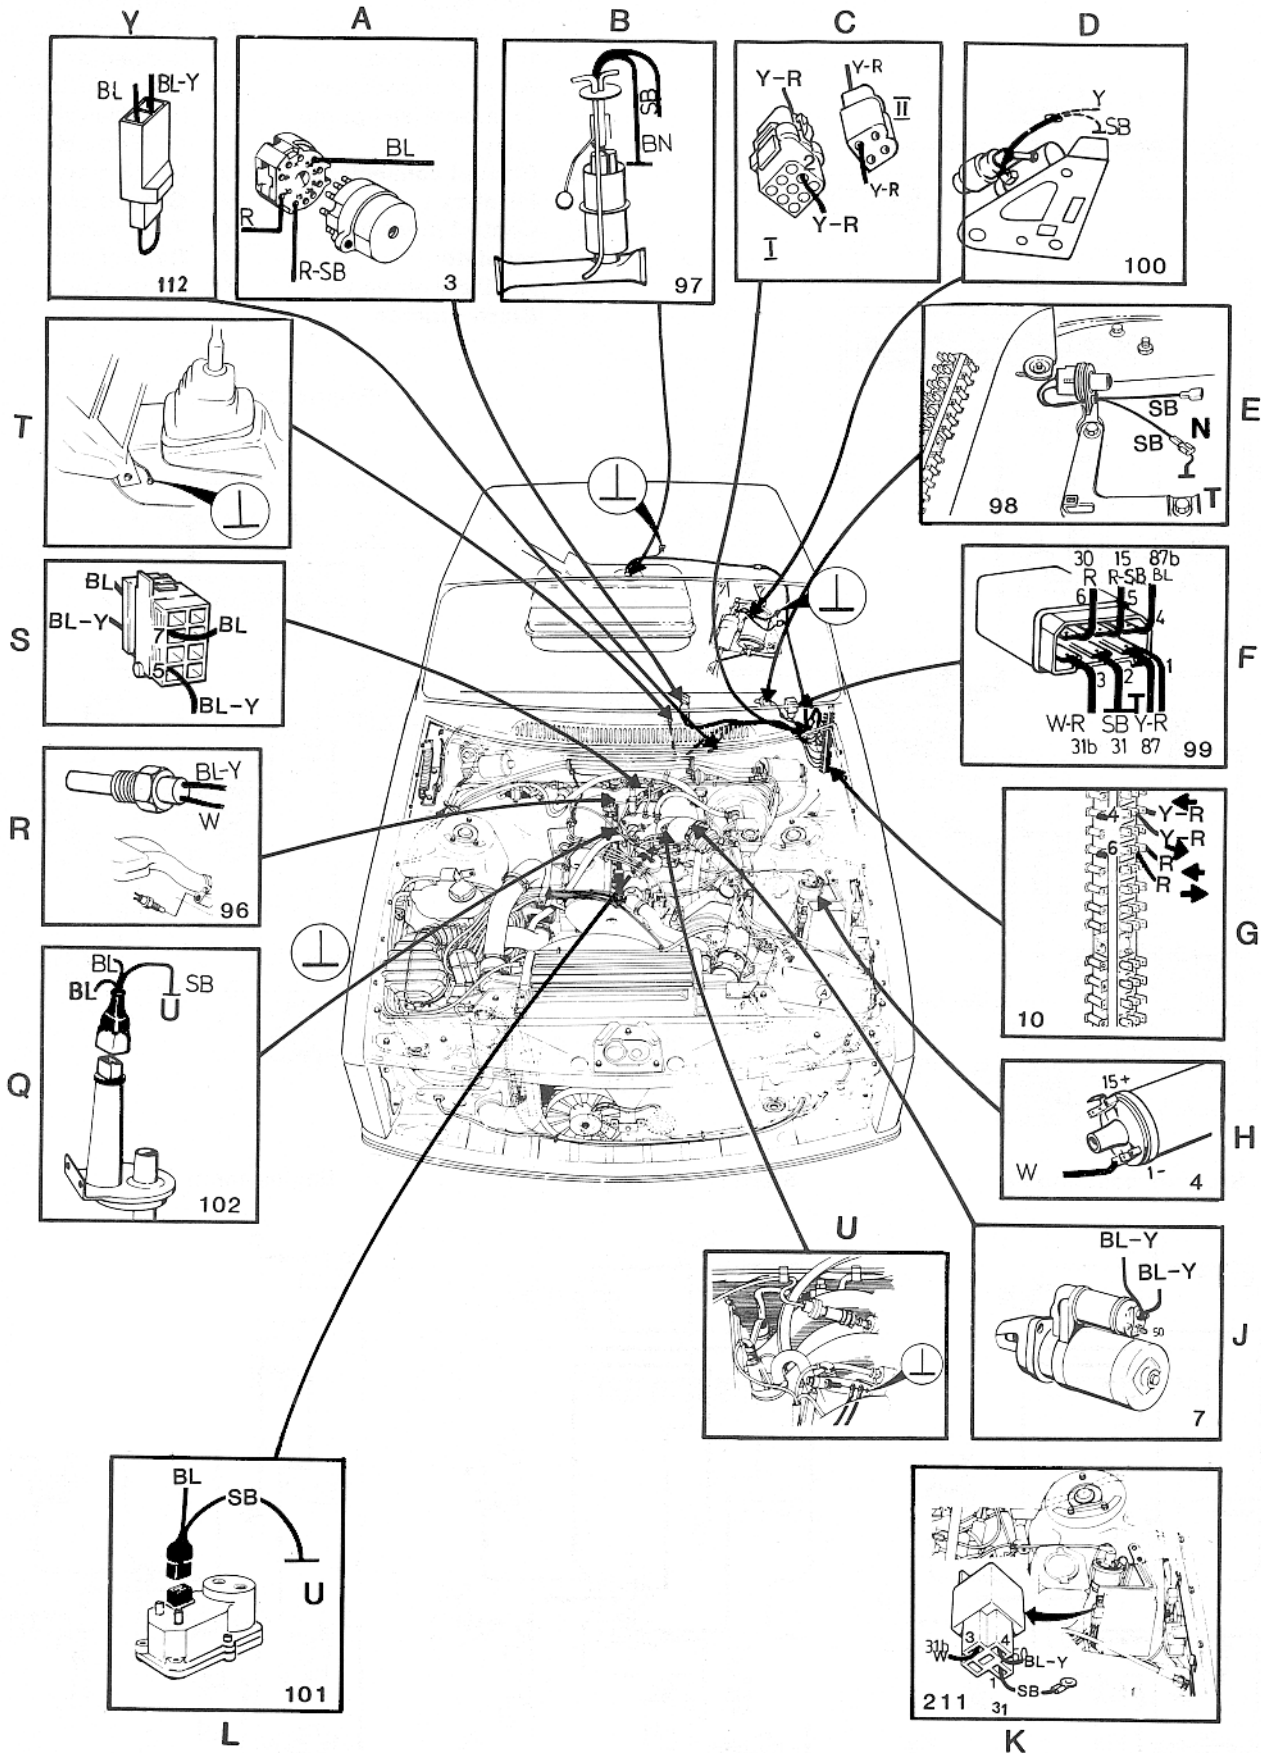 Y
A
B
C
D
BL
BL-Y
112
BL
R
R-SB
3
SB
BN
97
Y-R
Y-R
I
Y-R
II
Y-R
Y
SB
100
T
E
SB
SB
N
T
98
S
BL
BL-Y
7
BL
5
BL-Y
F
30 15 87b
R R-SB BL
6 5 4
3 2 1
W-R SB T Y-R
31b 31 87
99
R
BL-Y
W
96
G
4
Y-R
Y-R
6
R
R
10
Q
BL
BL
SB
U
102
H
15+
W
1-
4
A
U
J
BL-Y
BL-Y
50
7
BL
SB
U
101
L
31b
W
3
4
50
BL-Y
1
SB
31
211
K